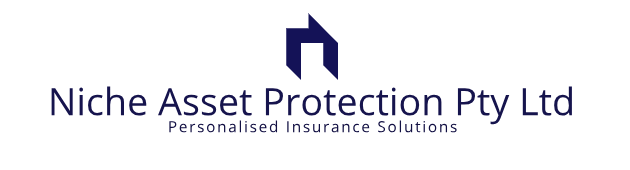 Niche Asset Protection Pty Ltd
Personalised Insurance Solutions